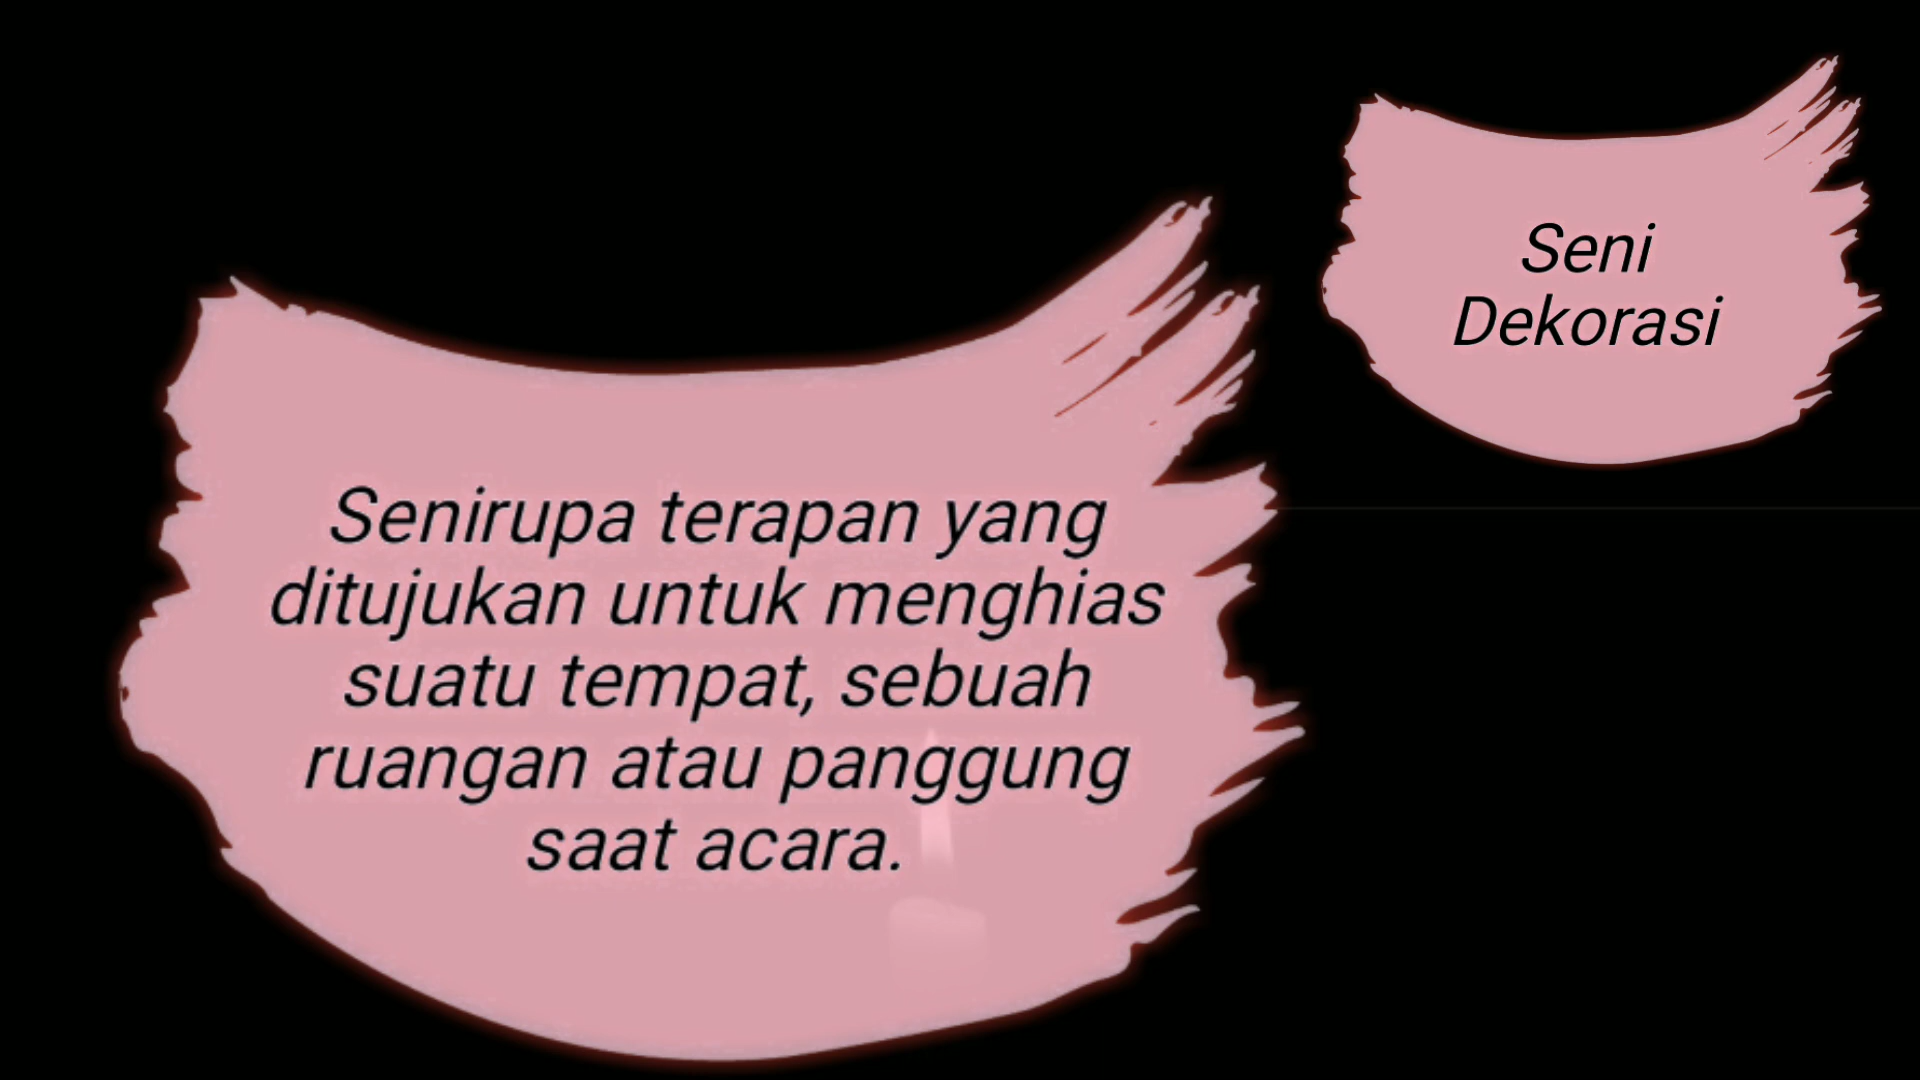 Seni
Dekorasi
Senirupa terapan yang
ditujukan untuk menghias
suatu tempat, sebuah
ruangan atau panggung
saat acara.